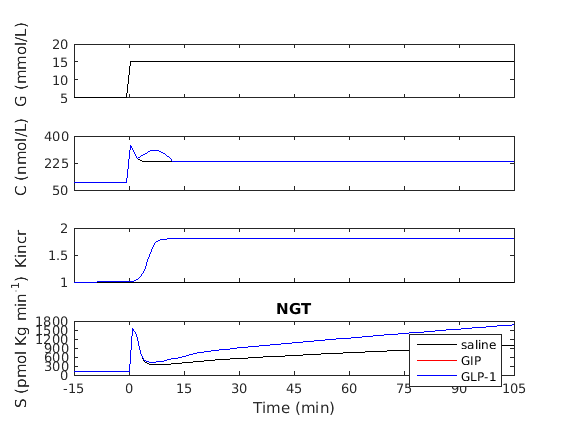 G (mmol/L)
20
15
10
5
C (nmol/L)
400
225
50
Kincr
2
1.5
1
NGT
S (pmol Kg min⁻¹)
1800
1500
1200
900
600
300
0
saline
GIP
GLP-1
-15 0 15 30 45 60 75 90 105
Time (min)